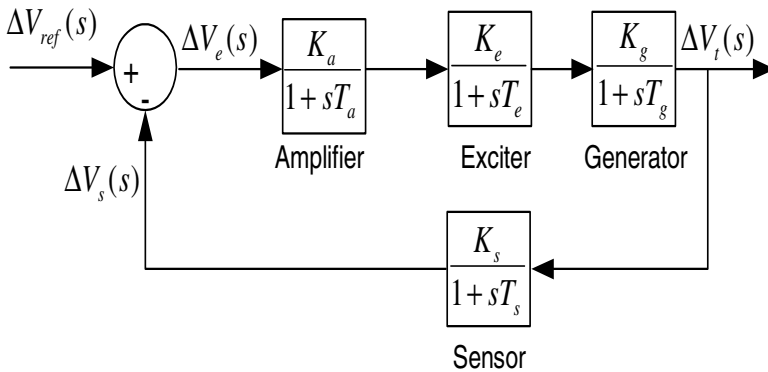 ΔV_ref(s)
+
-
ΔV_e(s)
K_a
1 + sT_a
Amplifier
K_e
1 + sT_e
Exciter
K_g
1 + sT_g
Generator
ΔV_t(s)
ΔV_s(s)
K_s
1 + sT_s
Sensor